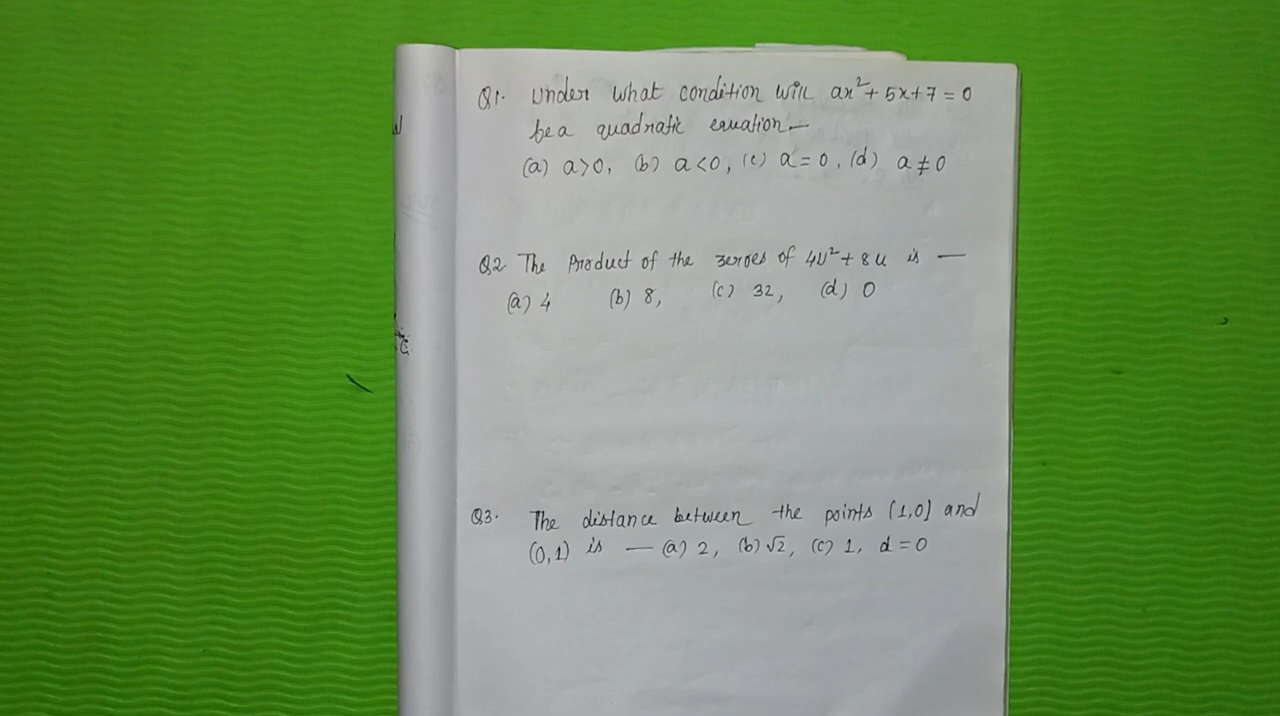 Q1. Under what condition will ax²+ 5x+7 = 0
be a quadratic equation—
(a) a>0, (b) a<0, (c) a = 0, (d) a ≠ 0
Q2. The Product of the zeroes of 4U²+ 8u is —
(a) 4 (b) 8, (c) 32, (d) 0
Q3. The distance between the points (1,0) and
(0,1) is — (a) 2, (b) √2, (c) 1, d = 0